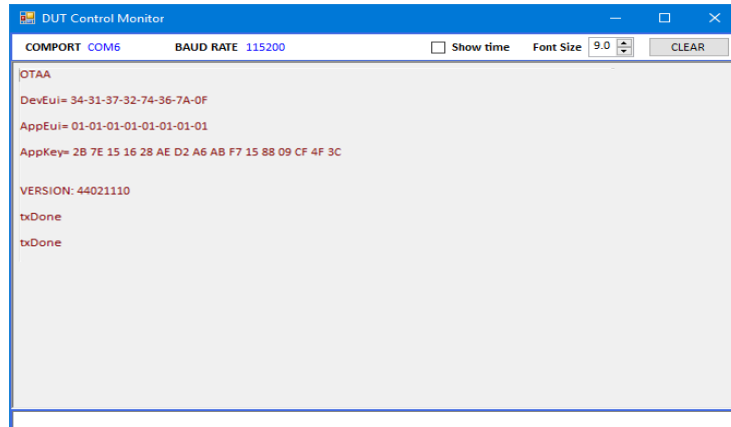 DUT Control Monitor
COMPORT COM6 BAUD RATE 115200 Show time Font Size 9.0 CLEAR
OTAA
DevEui= 34-31-37-32-74-36-7A-0F
AppEui= 01-01-01-01-01-01-01-01
AppKey= 2B 7E 15 16 28 AE D2 A6 AB F7 15 88 09 CF 4F 3C
VERSION: 44021110
txDone
txDone